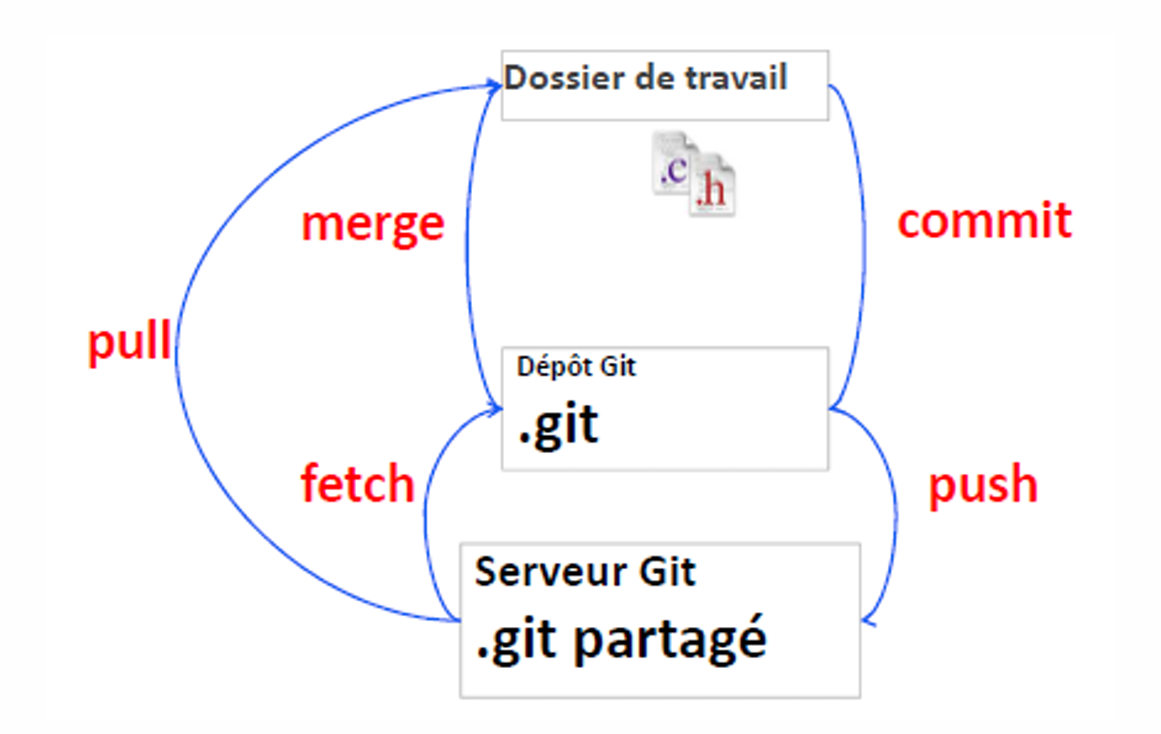 Dossier de travail
.c
.h
merge
commit
pull
Dépôt Git
.git
fetch
push
Serveur Git
.git partagé